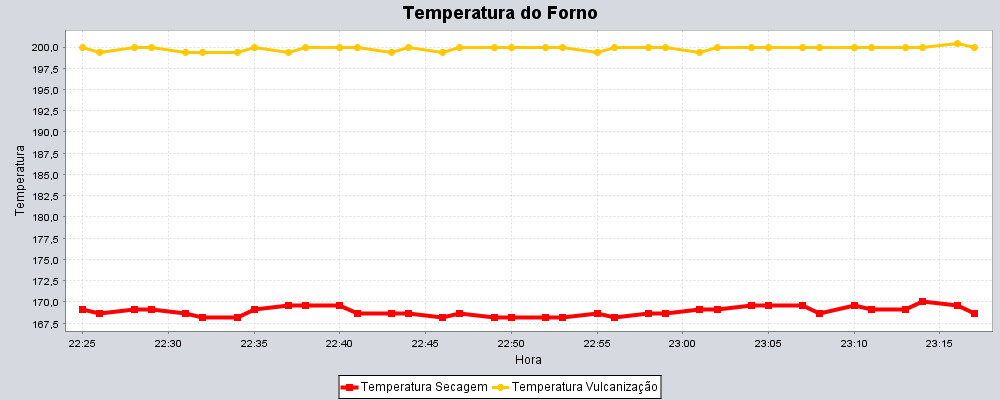 Temperatura do Forno
Temperatura
200,0
197,5
195,0
192,5
190,0
187,5
185,0
182,5
180,0
177,5
175,0
172,5
170,0
167,5
22:25 22:30 22:35 22:40 22:45 22:50 22:55 23:00 23:05 23:10 23:15
Hora
Temperatura Secagem Temperatura Vulcanização